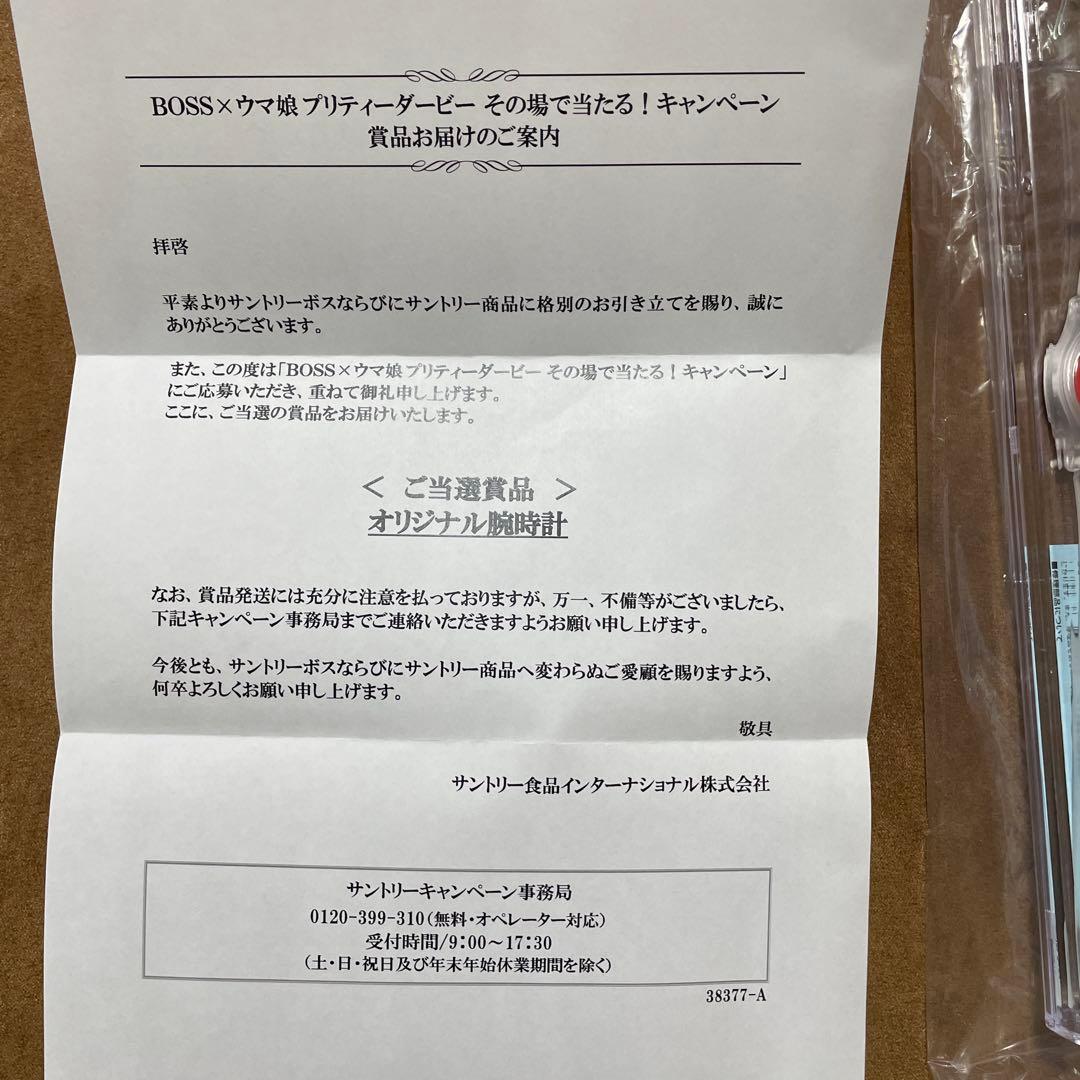 BOSS×ウマ娘 プリティーダービー その場で当たる！キャンペーン
賞品お届けのご案内
拝啓
平素よりサントリーボスならびにサントリー商品に格別のお引き立てを賜り、誠に
ありがとうございます。
また、この度は「BOSS×ウマ娘 プリティーダービー その場で当たる！キャンペーン」
にご応募いただき、重ねて御礼申し上げます。
ここに、ご当選の賞品をお届けいたします。
＜ ご当選賞品 ＞
オリジナル腕時計
なお、賞品発送には充分に注意を払っておりますが、万一、不備等がございましたら、
下記キャンペーン事務局までご連絡いただきますようお願い申し上げます。
今後とも、サントリーボスならびにサントリー商品へ変わらぬご愛顧を賜りますよう、
何卒よろしくお願い申し上げます。
敬具
サントリー食品インターナショナル株式会社
サントリーキャンペーン事務局
0120-399-310（無料・オペレーター対応）
受付時間/9：00～17：30
（土・日・祝日及び年末年始休業期間を除く）
38377-A